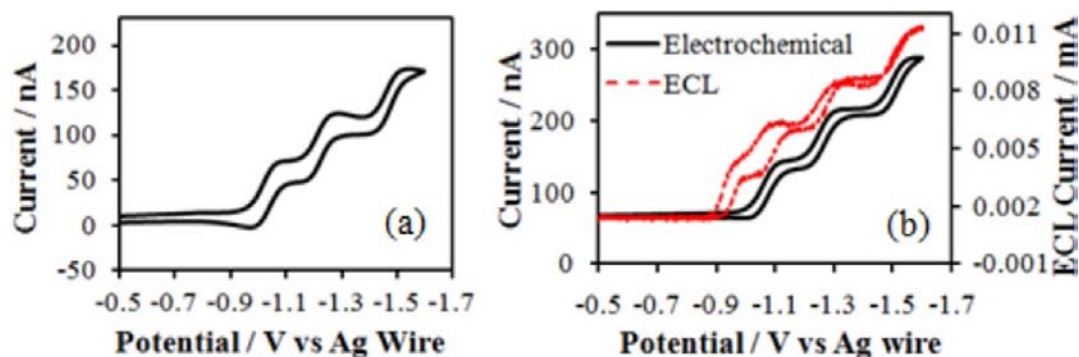 Current / nA
200
150
100
50
0
-50
(a)
-0.5 -0.7 -0.9 -1.1 -1.3 -1.5 -1.7
Potential / V vs Ag Wire
Current / nA
300
200
100
0
Electrochemical
ECL
(b)
0.011
0.008
0.005
0.002
-0.001
ECL Current / mA
-0.5 -0.7 -0.9 -1.1 -1.3 -1.5 -1.7
Potential / V vs Ag wire